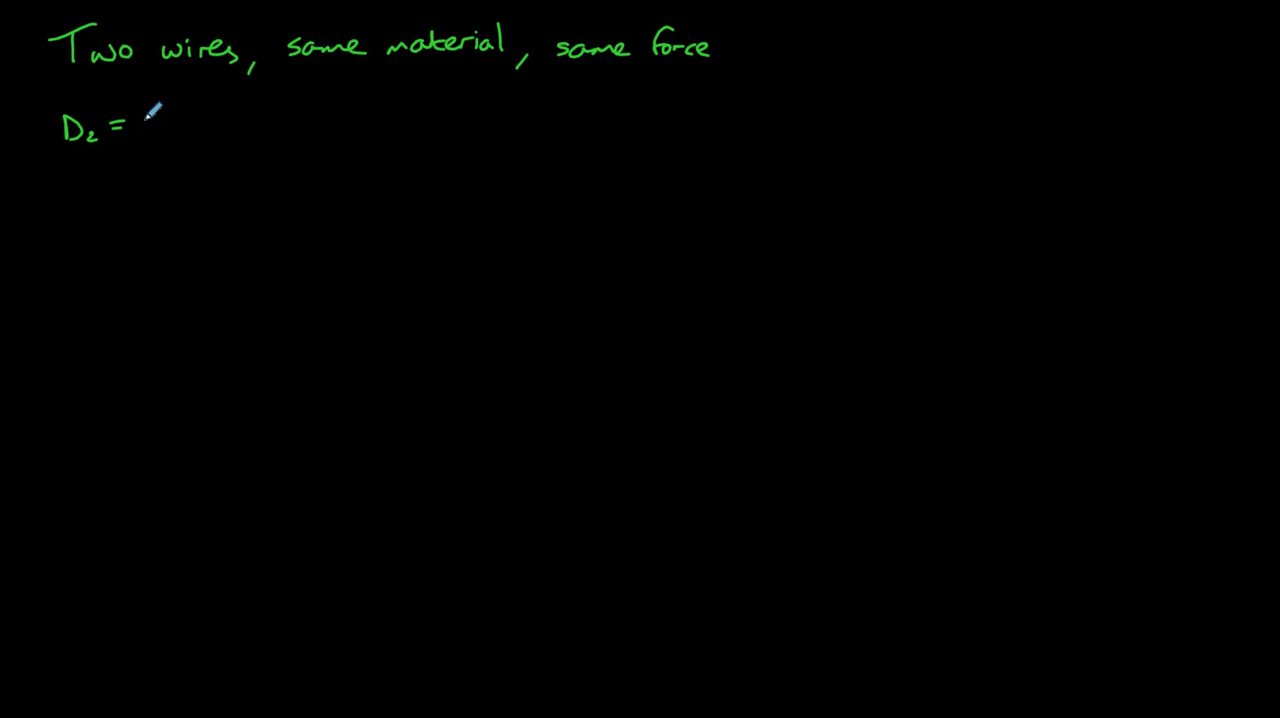 Two wires, same material, same force
D₂ =